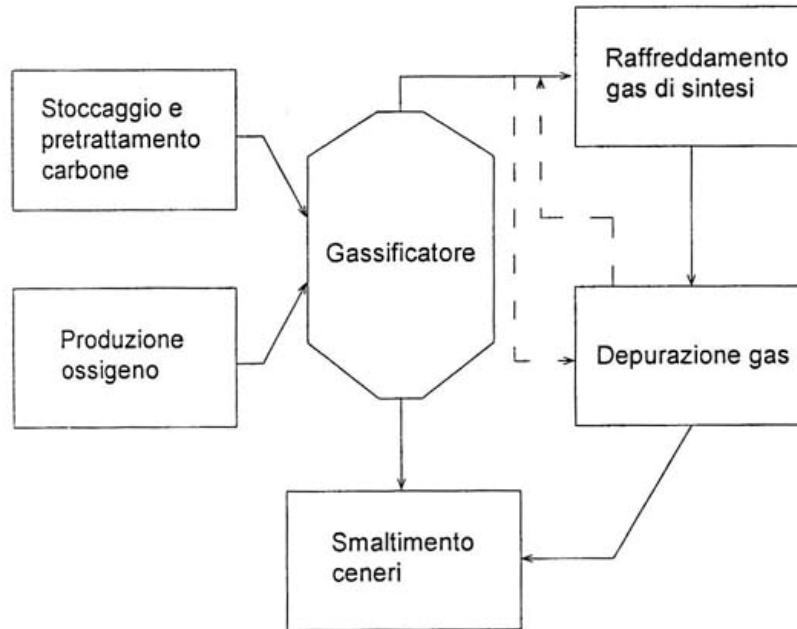 Stoccaggio e
pretrattamento
carbone
Produzione
ossigeno
Gassificatore
Raffreddamento
gas di sintesi
Depurazione gas
Smaltimento
ceneri